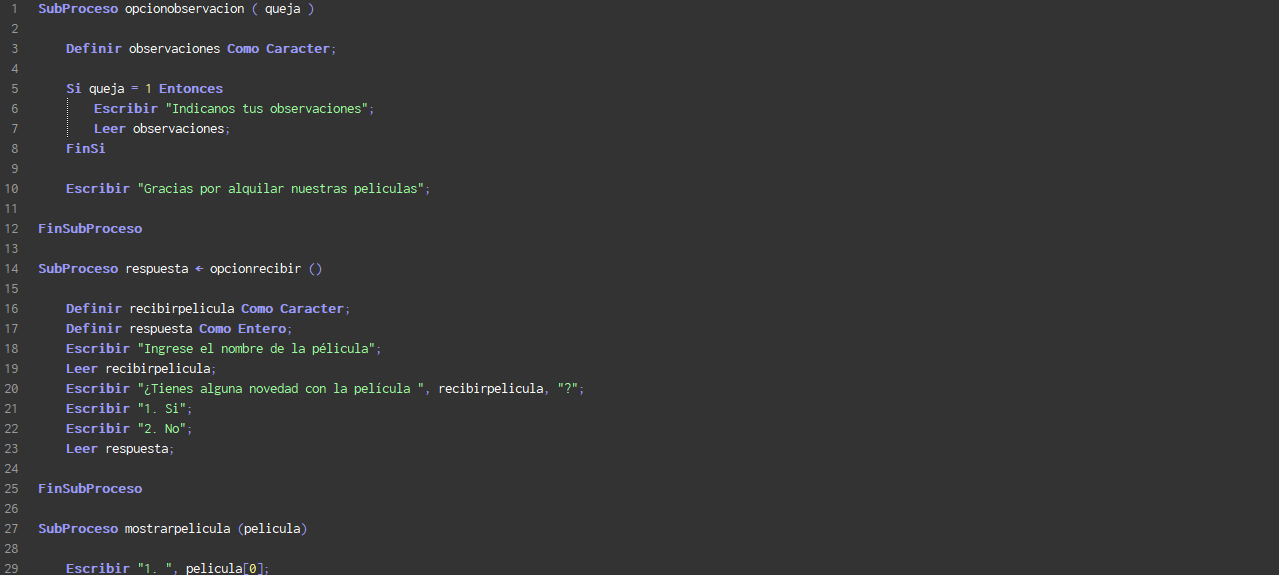 1 SubProceso opcionobservacion ( queja )
2
3 Definir observaciones Como Caracter;
4
5 Si queja = 1 Entonces
6 Escribir "Indicanos tus observaciones";
7 Leer observaciones;
8 FinSi
9
10 Escribir "Gracias por alquilar nuestras peliculas";
11
12 FinSubProceso
13
14 SubProceso respuesta ← opcionrecibir ()
15
16 Definir recibirpelicula Como Caracter;
17 Definir respuesta Como Entero;
18 Escribir "Ingrese el nombre de la pélicula";
19 Leer recibirpelicula;
20 Escribir "¿Tienes alguna novedad con la película ", recibirpelicula, "?";
21 Escribir "1. Si";
22 Escribir "2. No";
23 Leer respuesta;
24
25 FinSubProceso
26
27 SubProceso mostrarpelicula (pelicula)
28
29 Escribir "1. ", pelicula[0];